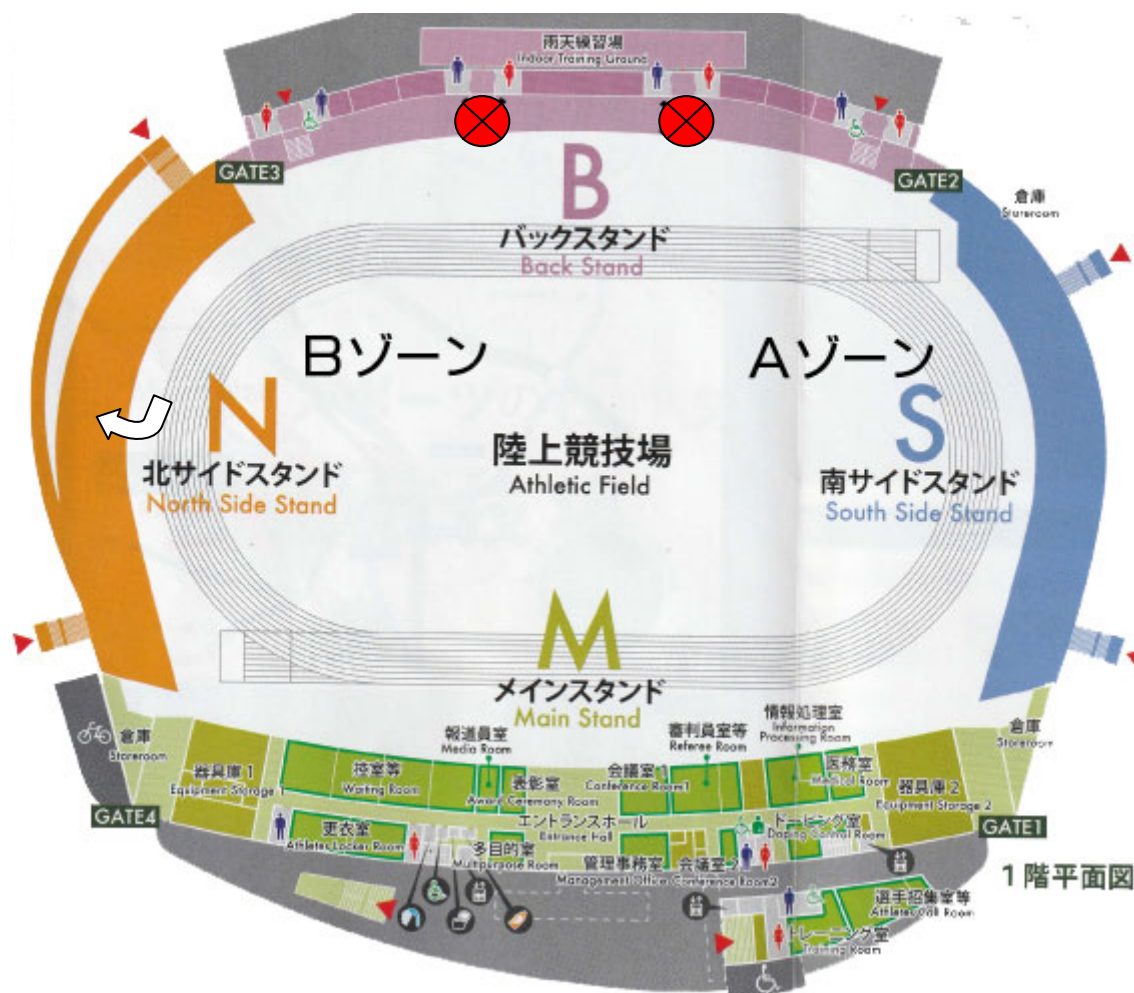 雨天練習場
Indoor Training Ground
GATE3
GATE2
B
バックスタンド
Back Stand
倉庫
Storeroom
Bゾーン
Aゾーン
N
北サイドスタンド
North Side Stand
陸上競技場
Athletic Field
S
南サイドスタンド
South Side Stand
M
メインスタンド
Main Stand
倉庫
Storeroom
器具庫1
Equipment Storage 1
控室等
Waiting Room
報道員室
Media Room
表彰室
Award Ceremony Room
会議室1
Conference Room1
審判員室等
Referee Room
情報処理室
Information
Processing Room
医務室
Medical Room
器具庫2
Equipment Storage 2
倉庫
Storeroom
GATE4
GATE1
更衣室
Athletes Locker Room
エントランスホール
Entrance Hall
多目的室
Multipurpose Room
管理事務室
Management Office
会議室2
Conference Room2
ドーピング室
Doping Control Room
1階平面図
選手招集室等
Athletes Call Room
トレーニング室
Training Room